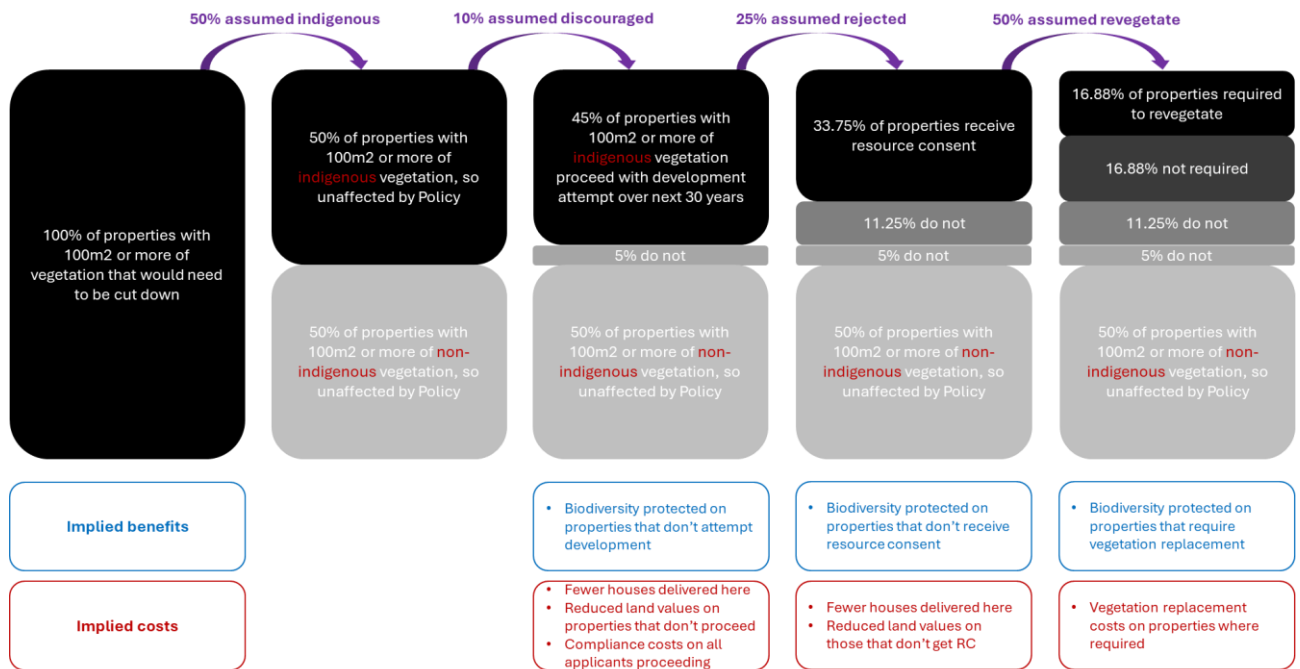 50% assumed indigenous
10% assumed discouraged
25% assumed rejected
50% assumed revegetate
100% of properties with
100m2 or more of
vegetation that would need
to be cut down
50% of properties with
100m2 or more of
indigenous vegetation, so
unaffected by Policy
50% of properties with
100m2 or more of non-
indigenous vegetation, so
unaffected by Policy
45% of properties with
100m2 or more of
indigenous vegetation
proceed with development
attempt over next 30 years
5% do not
50% of properties with
100m2 or more of non-
indigenous vegetation, so
unaffected by Policy
33.75% of properties receive
resource consent
11.25% do not
5% do not
50% of properties with
100m2 or more of non-
indigenous vegetation, so
unaffected by Policy
16.88% of properties required
to revegetate
16.88% not required
11.25% do not
5% do not
50% of properties with
100m2 or more of non-
indigenous vegetation, so
unaffected by Policy
Implied benefits
• Biodiversity protected on
properties that don't attempt
development
• Biodiversity protected on
properties that don't receive
resource consent
• Biodiversity protected on
properties that require
vegetation replacement
Implied costs
• Fewer houses delivered here
• Reduced land values on
properties that don't proceed
• Compliance costs on all
applicants proceeding
• Fewer houses delivered here
• Reduced land values on
those that don't get RC
• Vegetation replacement
costs on properties where
required